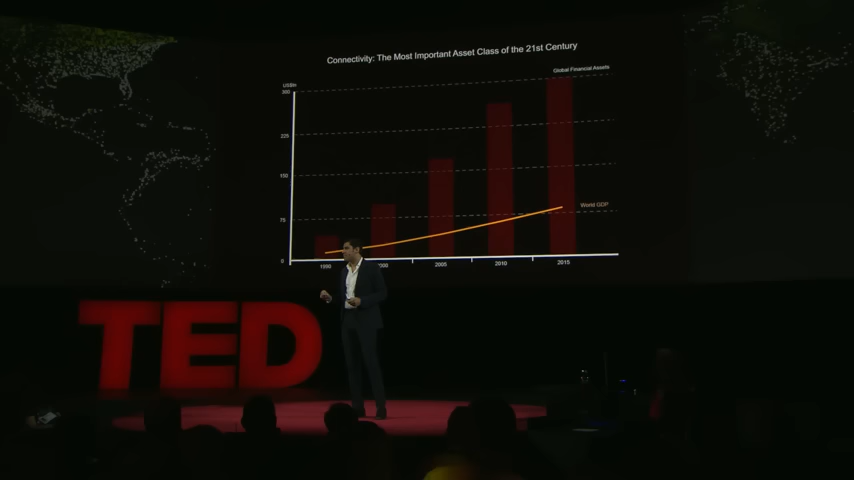 Connectivity: The Most Important Asset Class of the 21st Century
Global Financial Assets
US$tn
300
225
150
75
World GDP
0
1990
2005
2010
2015
TED